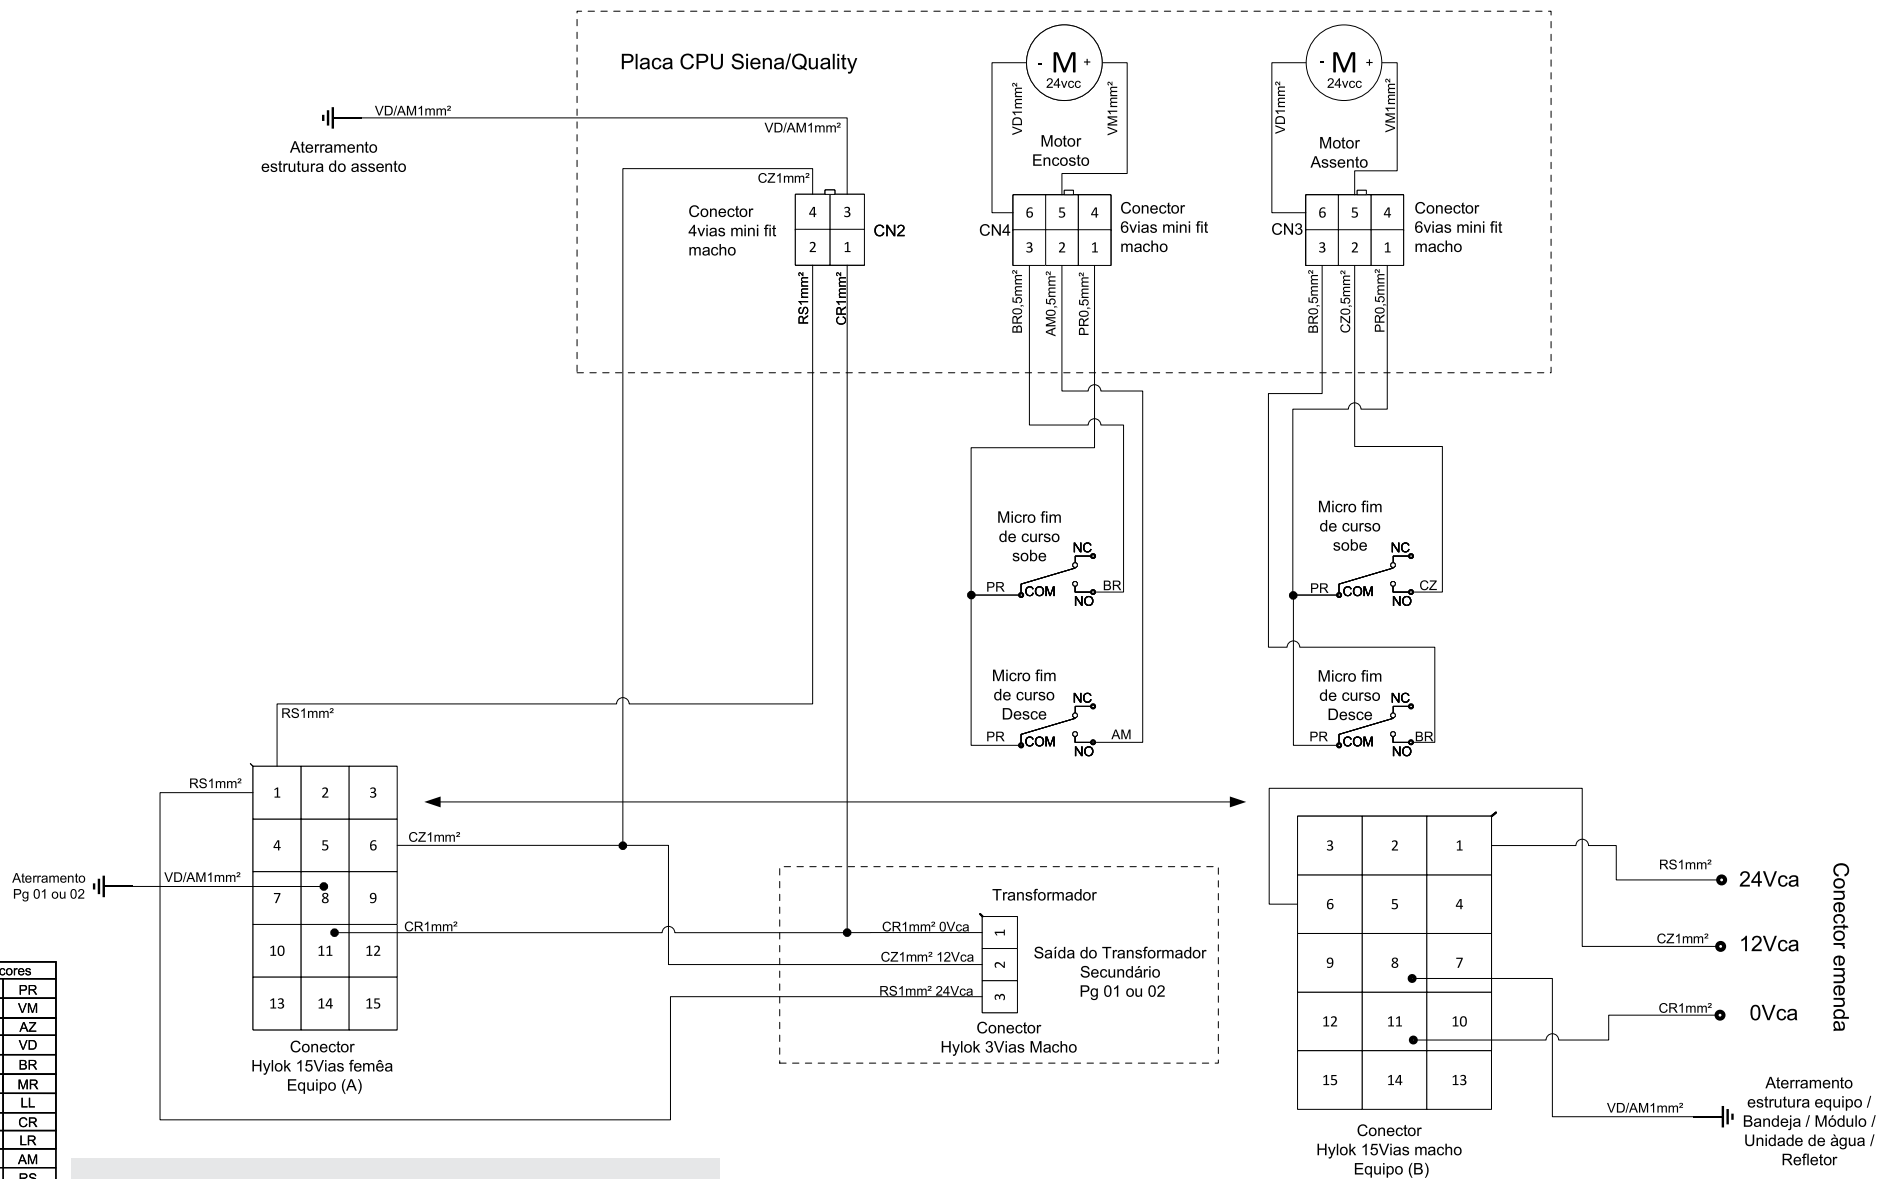 Placa CPU Siena/Quality
- M +
24vcc
VD1mm²
VM1mm²
Motor
Encosto
- M +
24vcc
VD1mm²
VM1mm²
Motor
Assento
VD/AM1mm²
VD/AM1mm²
Aterramento
estrutura do assento
CZ1mm²
Conector
4vias mini fit
macho
4 3
2 1
CN2
RS1mm²
CR1mm²
CN4
6 5 4
3 2 1
Conector
6vias mini fit
macho
BR0,5mm²
AM0,5mm²
PR0,5mm²
CN3
6 5 4
3 2 1
Conector
6vias mini fit
macho
BR0,5mm²
CZ0,5mm²
PR0,5mm²
Micro fim
de curso
sobe
NC
PR COM NO BR
Micro fim
de curso
Desce
NC
PR COM NO AM
Micro fim
de curso
sobe
NC
PR COM NO CZ
Micro fim
de curso
Desce
NC
PR COM NO BR
RS1mm²
RS1mm²
1 2 3
4 5 6
7 8 9
10 11 12
13 14 15
CZ1mm²
Aterramento
Pg 01 ou 02
VD/AM1mm²
CR1mm²
Conector
Hylok 15Vias femêa
Equipo (A)
Transformador
CR1mm² 0Vca
CZ1mm² 12Vca
RS1mm² 24Vca
1
2
3
Saída do Transformador
Secundário
Pg 01 ou 02
Conector
Hylok 3Vias Macho
3 2 1
6 5 4
9 8 7
12 11 10
15 14 13
Conector
Hylok 15Vias macho
Equipo (B)
RS1mm² 24Vca
CZ1mm² 12Vca
CR1mm² 0Vca
Conector emenda
VD/AM1mm²
Aterramento
estrutura equipo /
Bandeja / Módulo /
Unidade de àgua /
Refletor
cores
PR
VM
AZ
VD
BR
MR
LL
CR
LR
AM
RS